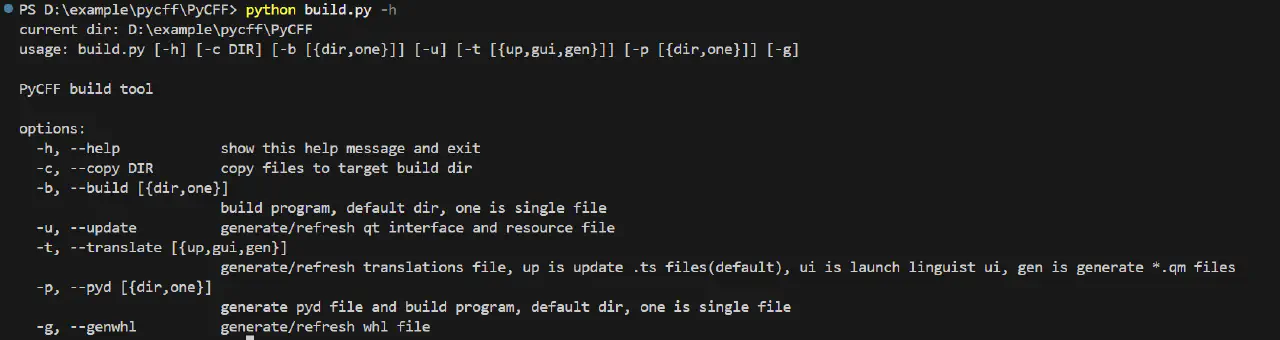 PS D:\example\pycff\PyCFF> python build.py -h
current dir: D:\example\pycff\PyCFF
usage: build.py [-h] [-c DIR] [-b [{dir,one}]] [-u] [-t [{up,gui,gen}]] [-p [{dir,one}]] [-g]
PyCFF build tool
options:
-h, --help show this help message and exit
-c, --copy DIR copy files to target build dir
-b, --build [{dir,one}]
build program, default dir, one is single file
-u, --update generate/refresh qt interface and resource file
-t, --translate [{up,gui,gen}]
generate/refresh translations file, up is update .ts files(default), ui is launch linguist ui, gen is generate *.qm files
-p, --pyd [{dir,one}]
generate pyd file and build program, default dir, one is single file
-g, --genwhl generate/refresh whl file